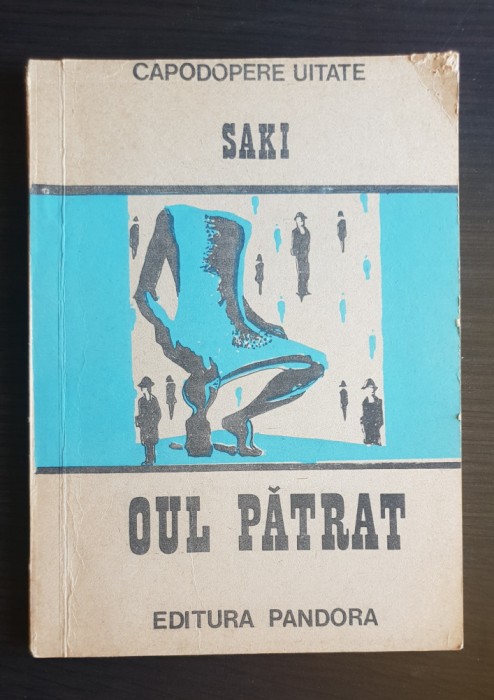 CAPODOPERE UITATE
SAKI
OUL PĂTRAT
EDITURA PANDORA